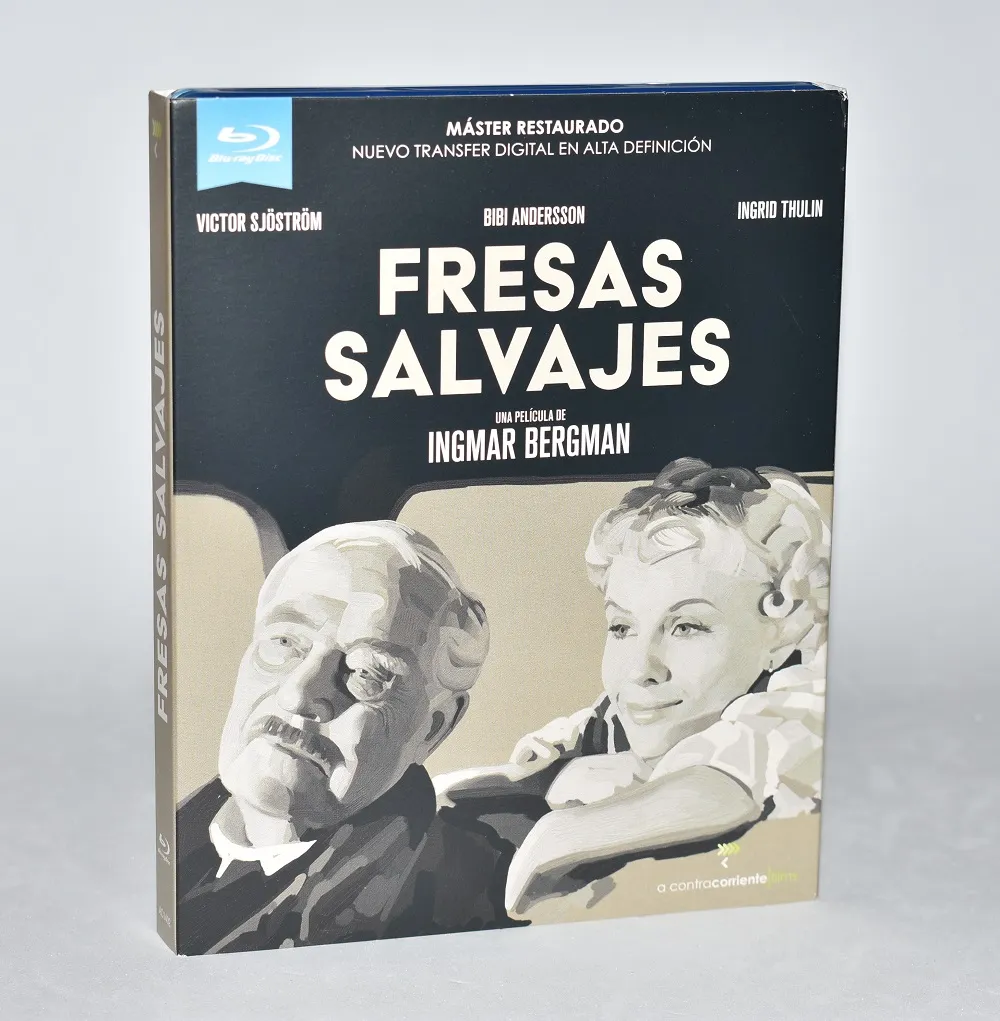 Blu-ray Disc
MÁSTER RESTAURADO
NUEVO TRANSFER DIGITAL EN ALTA DEFINICIÓN
VICTOR SJÖSTRÖM
BIBI ANDERSSON
INGRID THULIN
FRESAS
SALVAJES
UNA PELÍCULA DE
INGMAR BERGMAN
a contracorriente films
FRESAS SALVAJES